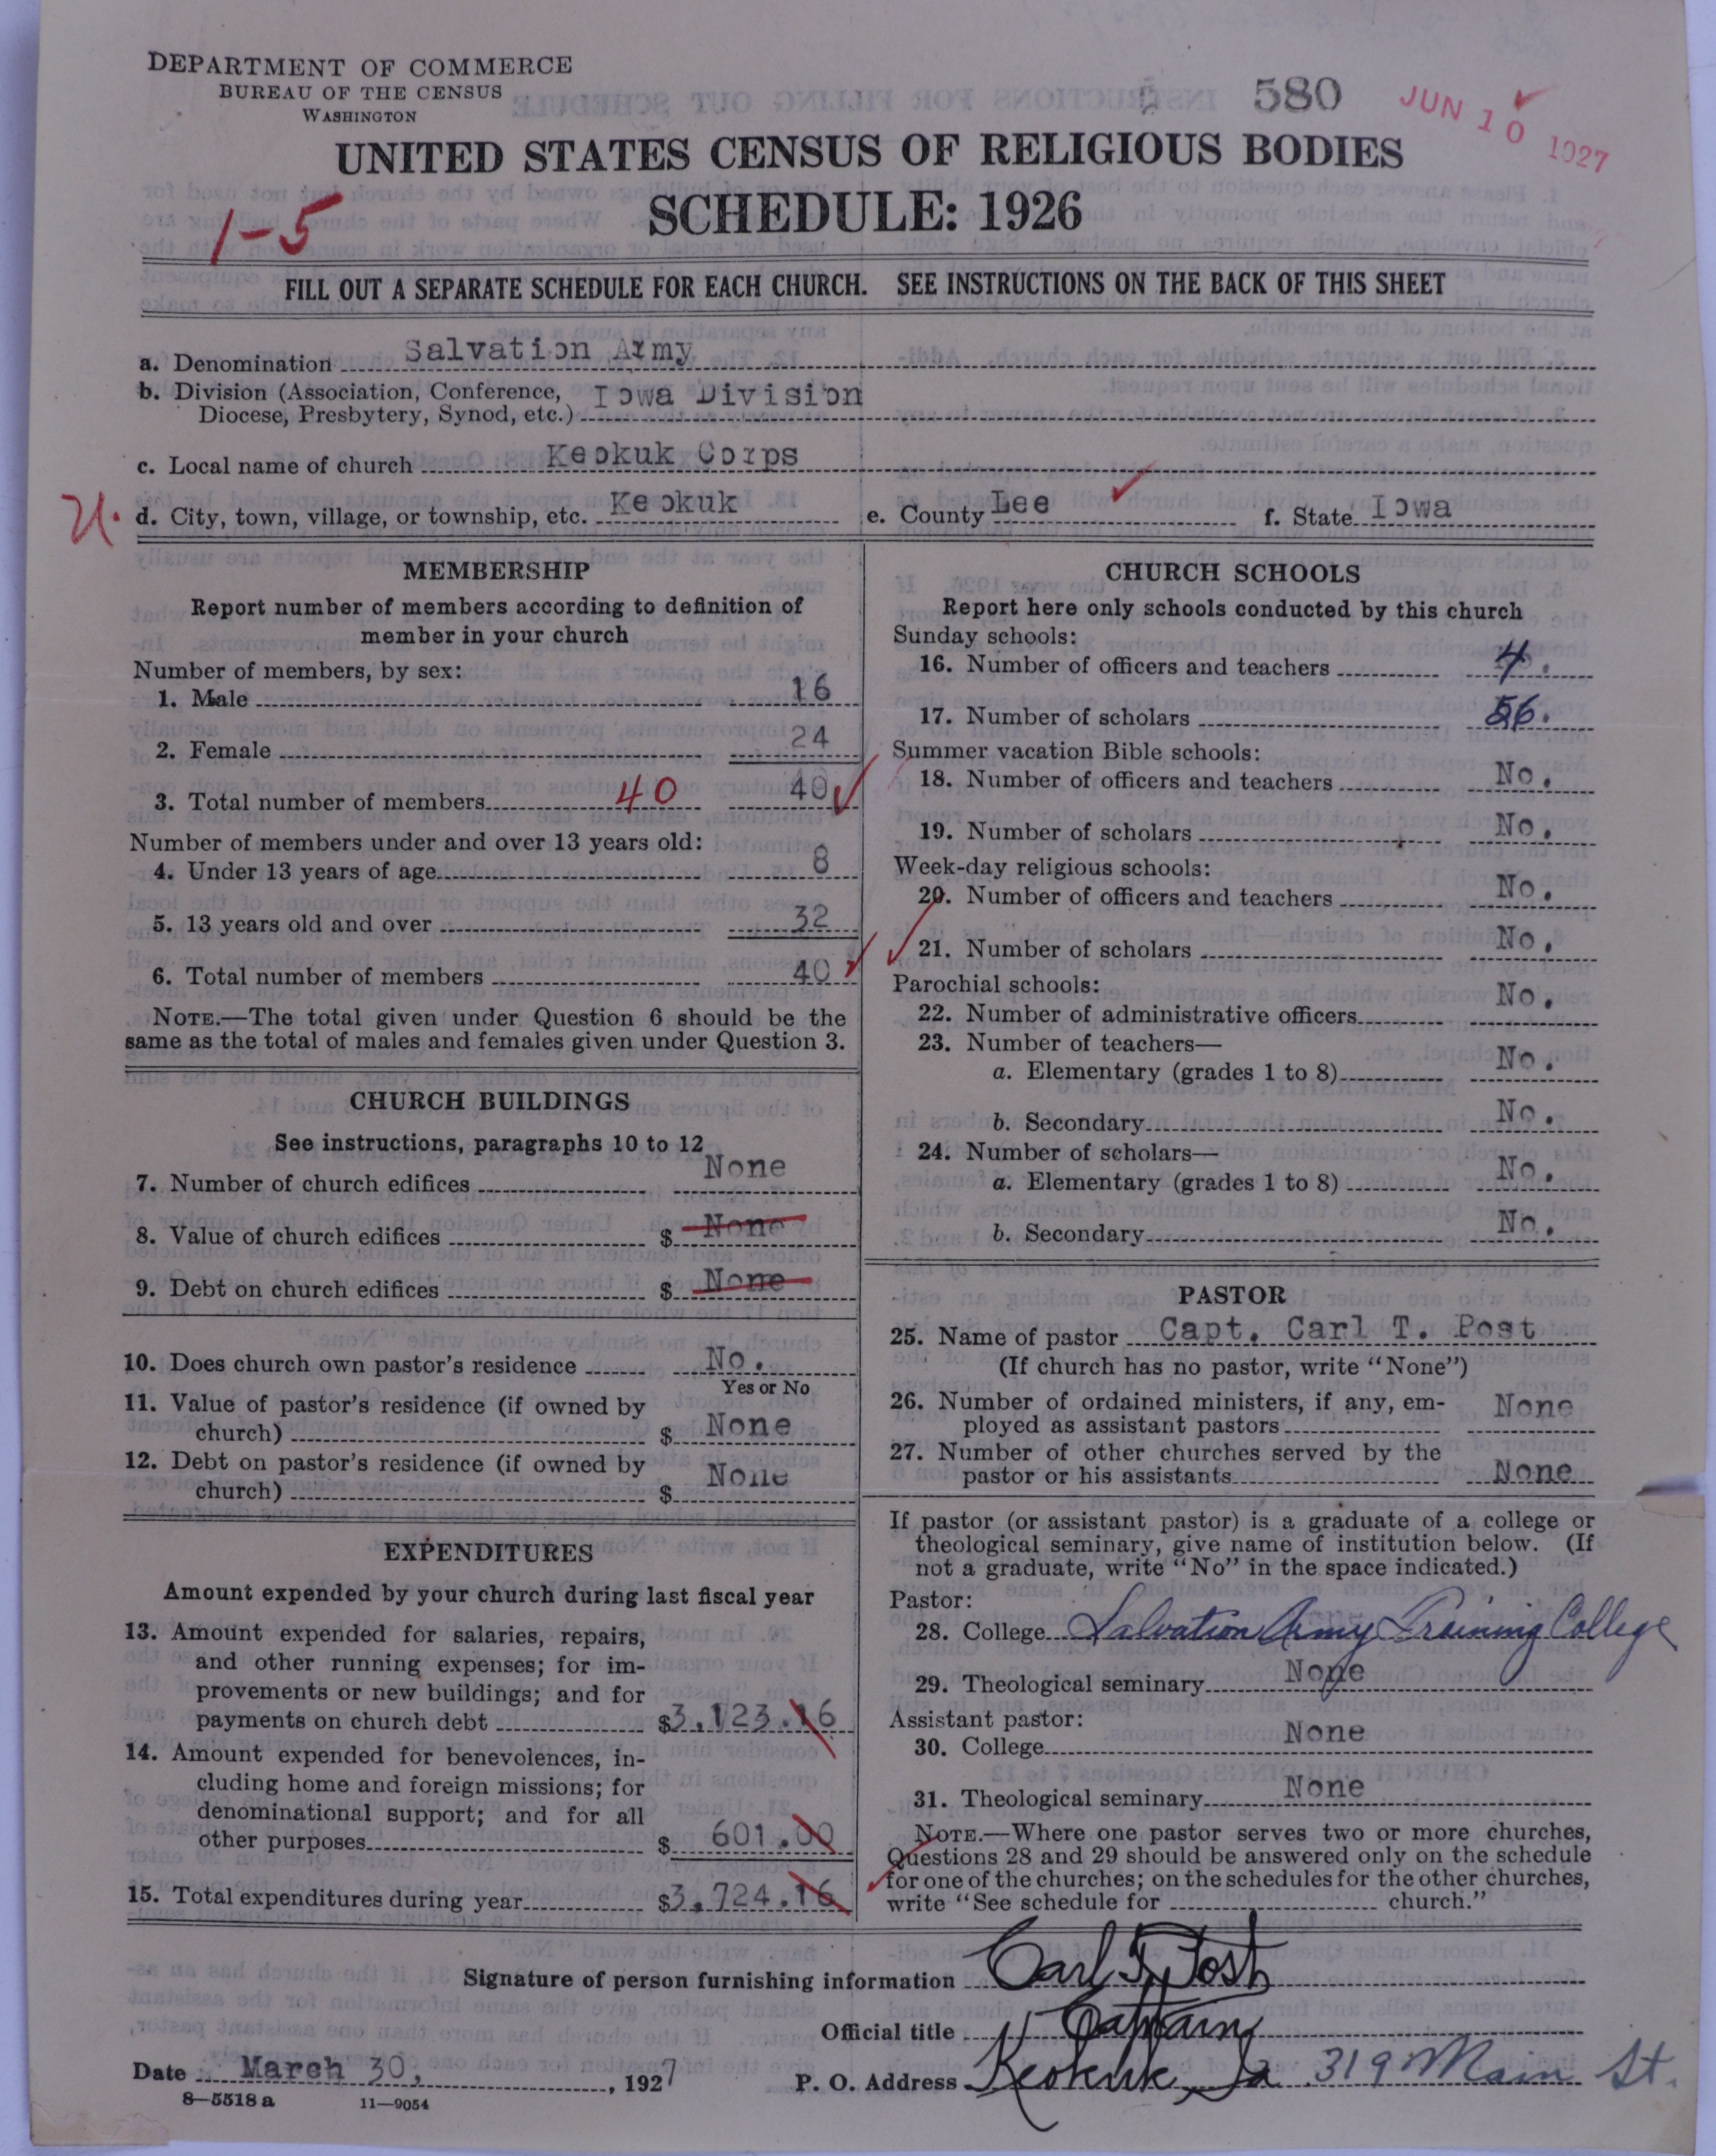 DEPARTMENT OF COMMERCE
BUREAU OF THE CENSUS
WASHINGTON
580
JUN 10 1927
UNITED STATES CENSUS OF RELIGIOUS BODIES
SCHEDULE: 1926
1-5
FILL OUT A SEPARATE SCHEDULE FOR EACH CHURCH. SEE INSTRUCTIONS ON THE BACK OF THIS SHEET
a. Denomination Salvation Army
b. Division (Association, Conference, Diocese, Presbytery, Synod, etc.) Iowa Division
c. Local name of church Keokuk Corps
d. City, town, village, or township, etc. Keokuk e. County Lee f. State Iowa
MEMBERSHIP
Report number of members according to definition of
member in your church
Number of members, by sex:
1. Male 16
2. Female 24
3. Total number of members 40 40
Number of members under and over 13 years old:
4. Under 13 years of age 8
5. 13 years old and over 32
6. Total number of members 40
NOTE.—The total given under Question 6 should be the
same as the total of males and females given under Question 3.
CHURCH BUILDINGS
See instructions, paragraphs 10 to 12
7. Number of church edifices None
8. Value of church edifices $ None
9. Debt on church edifices $ None
10. Does church own pastor's residence No.
Yes or No
11. Value of pastor's residence (if owned by
church) $ None
12. Debt on pastor's residence (if owned by
church) $ None
EXPENDITURES
Amount expended by your church during last fiscal year
13. Amount expended for salaries, repairs,
and other running expenses; for im-
provements or new buildings; and for
payments on church debt $3,123.16
14. Amount expended for benevolences, in-
cluding home and foreign missions; for
denominational support; and for all
other purposes $ 601.00
15. Total expenditures during year $3,724.16
CHURCH SCHOOLS
Report here only schools conducted by this church
Sunday schools:
16. Number of officers and teachers 4.
17. Number of scholars 56.
Summer vacation Bible schools:
18. Number of officers and teachers No.
19. Number of scholars No.
Week-day religious schools:
20. Number of officers and teachers No.
21. Number of scholars No.
Parochial schools:
22. Number of administrative officers No.
23. Number of teachers—
a. Elementary (grades 1 to 8) No.
b. Secondary No.
24. Number of scholars—
a. Elementary (grades 1 to 8) No.
b. Secondary No.
PASTOR
25. Name of pastor Capt. Carl T. Post
(If church has no pastor, write "None")
26. Number of ordained ministers, if any, em-
ployed as assistant pastors None
27. Number of other churches served by the
pastor or his assistants None
If pastor (or assistant pastor) is a graduate of a college or
theological seminary, give name of institution below. (If
not a graduate, write "No" in the space indicated.)
Pastor:
28. College Salvation Army Training College
29. Theological seminary None
Assistant pastor:
30. College None
31. Theological seminary None
NOTE.—Where one pastor serves two or more churches,
Questions 28 and 29 should be answered only on the schedule
for one of the churches; on the schedules for the other churches,
write "See schedule for church."
Signature of person furnishing information Carl T. Post
Official title Captain
Date March 30, 1927 P. O. Address Keokuk, Ia 319 Main St.
8—5518 a 11—9054